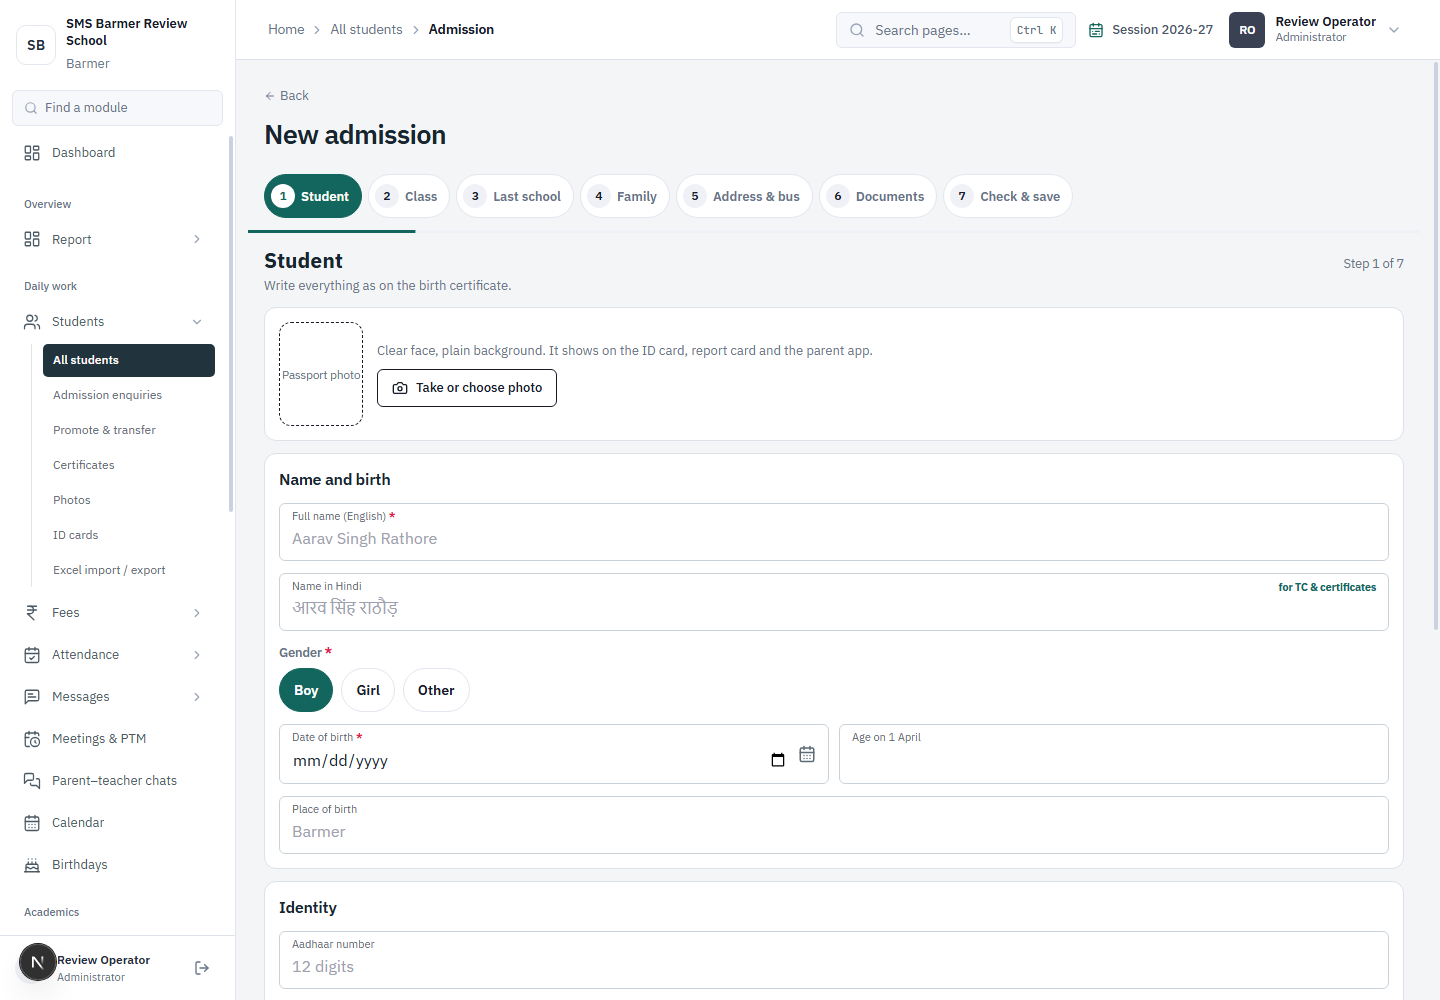 SMS Barmer Review
School
SB
Barmer
Find a module
Dashboard
Overview
Report
Daily work
Students
All students
Admission enquiries
Promote & transfer
Certificates
Photos
ID cards
Excel import / export
Fees
Attendance
Messages
Meetings & PTM
Parent–teacher chats
Calendar
Birthdays
Academics
N
Review Operator
Administrator
Home
All students
Admission
Search pages...
Ctrl K
Session 2026-27
RO
Review Operator
Administrator
← Back
New admission
1 Student
2 Class
3 Last school
4 Family
5 Address & bus
6 Documents
7 Check & save
Student
Step 1 of 7
Write everything as on the birth certificate.
Passport photo
Clear face, plain background. It shows on the ID card, report card and the parent app.
Take or choose photo
Name and birth
Full name (English) *
Aarav Singh Rathore
Name in Hindi
for TC & certificates
आरव सिंह राठौड़
Gender *
Boy
Girl
Other
Date of birth *
mm/dd/yyyy
Age on 1 April
Place of birth
Barmer
Identity
Aadhaar number
12 digits